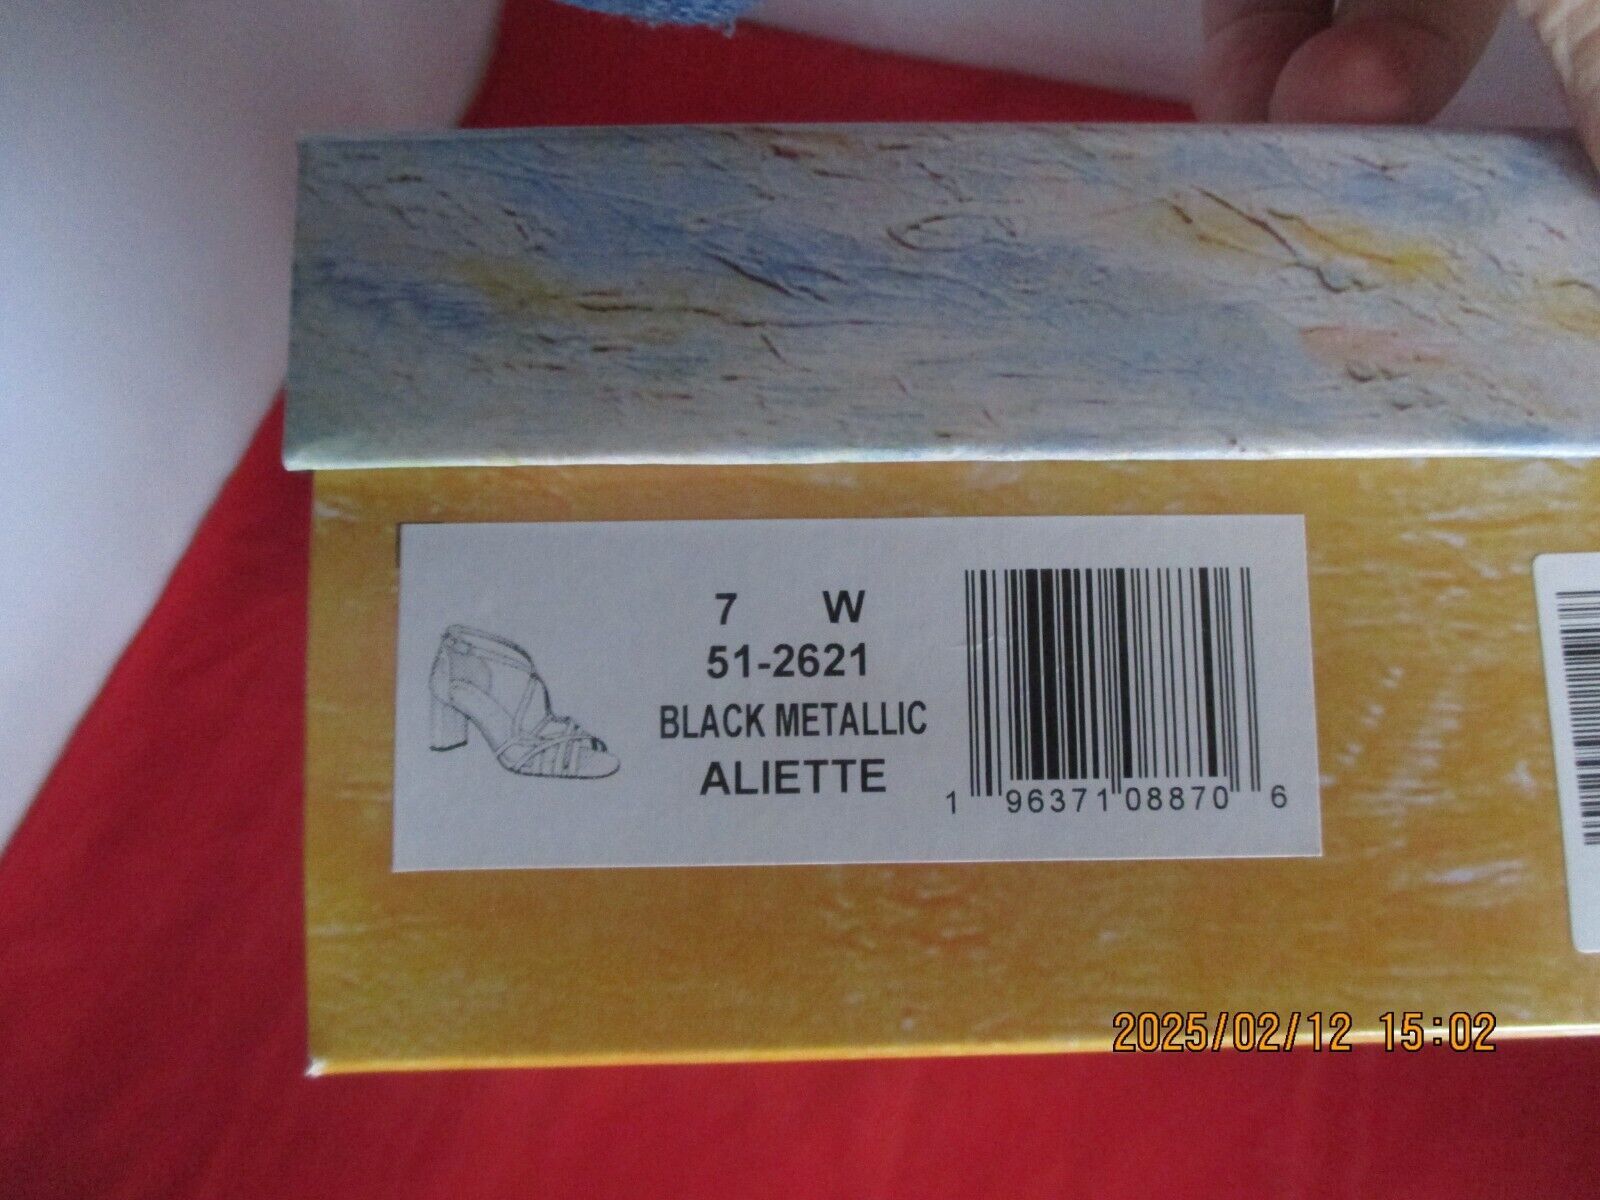 7 W
51-2621
BLACK METALLIC
ALIETTE
1 96371 08870 6
2025/02/12 15:02